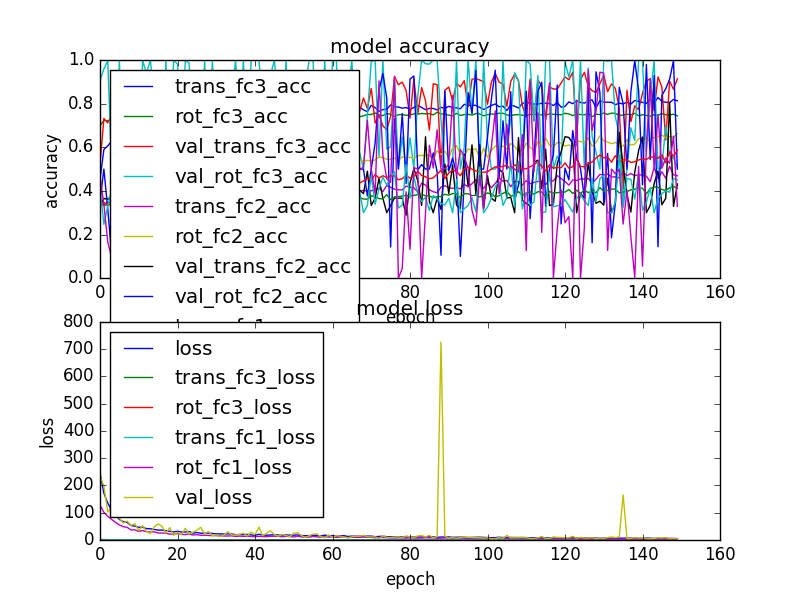 model accuracy
1.0
0.8
0.6
0.4
0.2
0.0
accuracy
trans_fc3_acc
rot_fc3_acc
val_trans_fc3_acc
val_rot_fc3_acc
trans_fc2_acc
rot_fc2_acc
val_trans_fc2_acc
val_rot_fc2_acc
0 80 100 120 140 160
epoch
model loss
800
700
600
500
400
300
200
100
0
loss
loss
trans_fc3_loss
rot_fc3_loss
trans_fc1_loss
rot_fc1_loss
val_loss
0 20 40 60 80 100 120 140 160
epoch